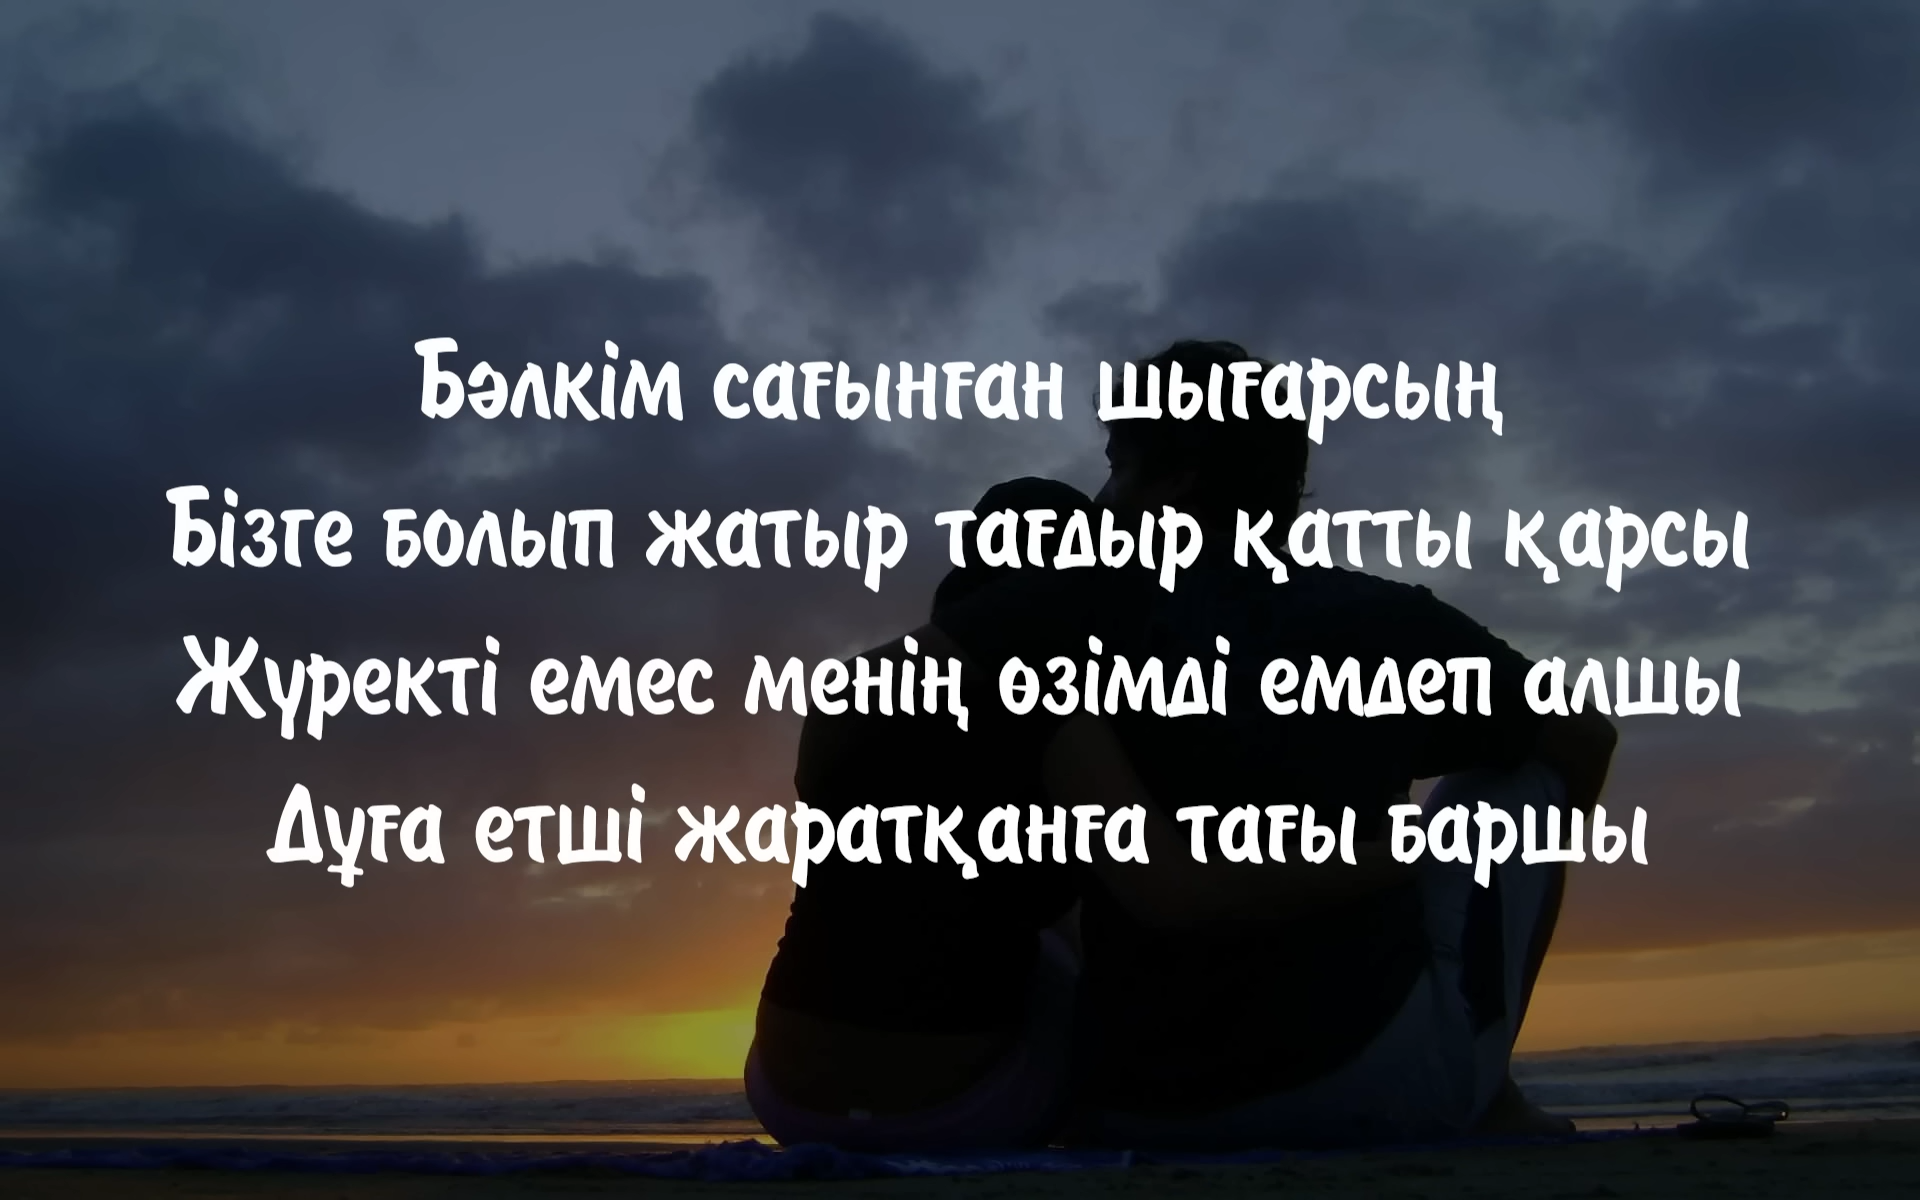 Бәлкім сағынған шығарсың
Бізге болып жатыр тағдыр қатты қарсы
Жүректі емес менің өзімді емдеп алшы
Дұға етші жаратқанға тағы баршы